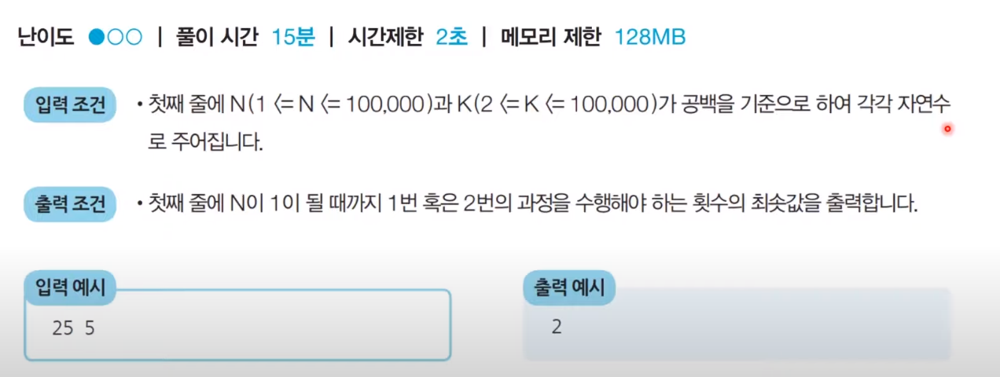 난이도 ●○○ | 풀이 시간 15분 | 시간제한 2초 | 메모리 제한 128MB
입력 조건 • 첫째 줄에 N(1 <= N <= 100,000)과 K(2 <= K <= 100,000)가 공백을 기준으로 하여 각각 자연수
로 주어집니다.
출력 조건 • 첫째 줄에 N이 1이 될 때까지 1번 혹은 2번의 과정을 수행해야 하는 횟수의 최솟값을 출력합니다.
입력 예시
25 5
출력 예시
2